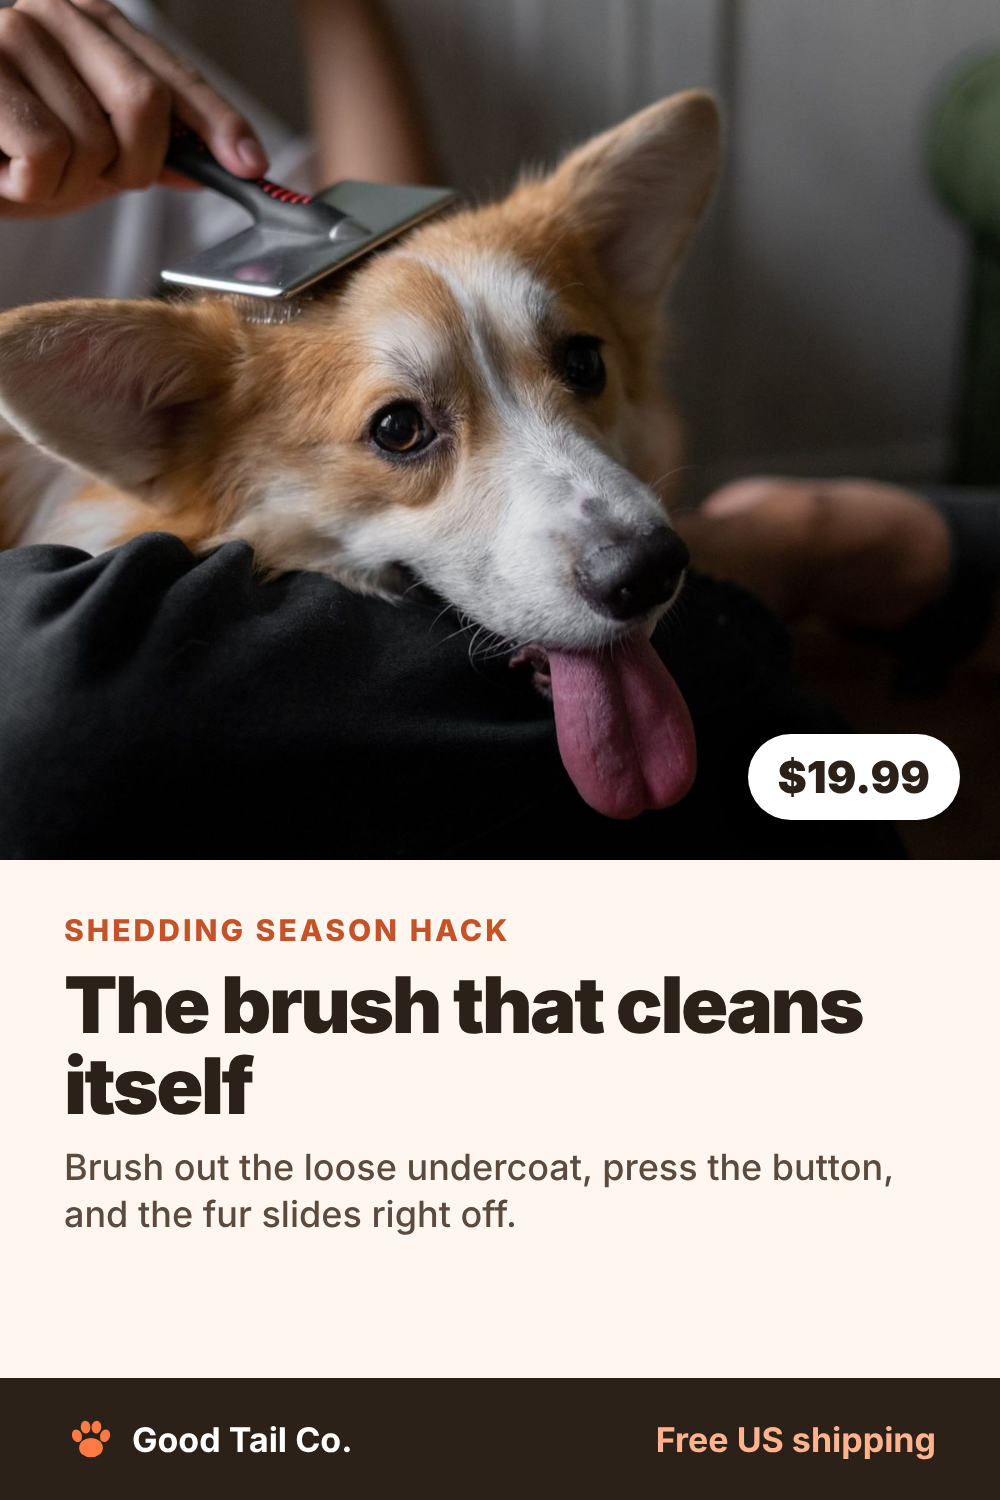 $19.99
SHEDDING SEASON HACK
The brush that cleans
itself
Brush out the loose undercoat, press the button,
and the fur slides right off.
Good Tail Co.
Free US shipping